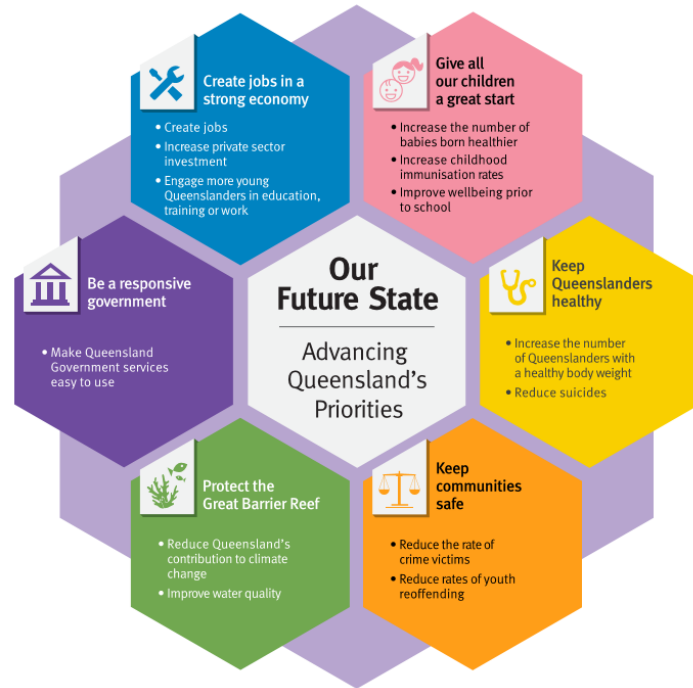 Create jobs in a
strong economy
• Create jobs
• Increase private sector
investment
• Engage more young
Queenslanders in education,
training or work
Give all
our children
a great start
• Increase the number of
babies born healthier
• Increase childhood
immunisation rates
• Improve wellbeing prior
to school
Be a responsive
government
• Make Queensland
Government services
easy to use
Our
Future State
Advancing
Queensland's
Priorities
Keep
Queenslanders
healthy
• Increase the number
of Queenslanders with
a healthy body weight
• Reduce suicides
Protect the
Great Barrier Reef
• Reduce Queensland's
contribution to climate
change
• Improve water quality
Keep
communities
safe
• Reduce the rate of
crime victims
• Reduce rates of youth
reoffending